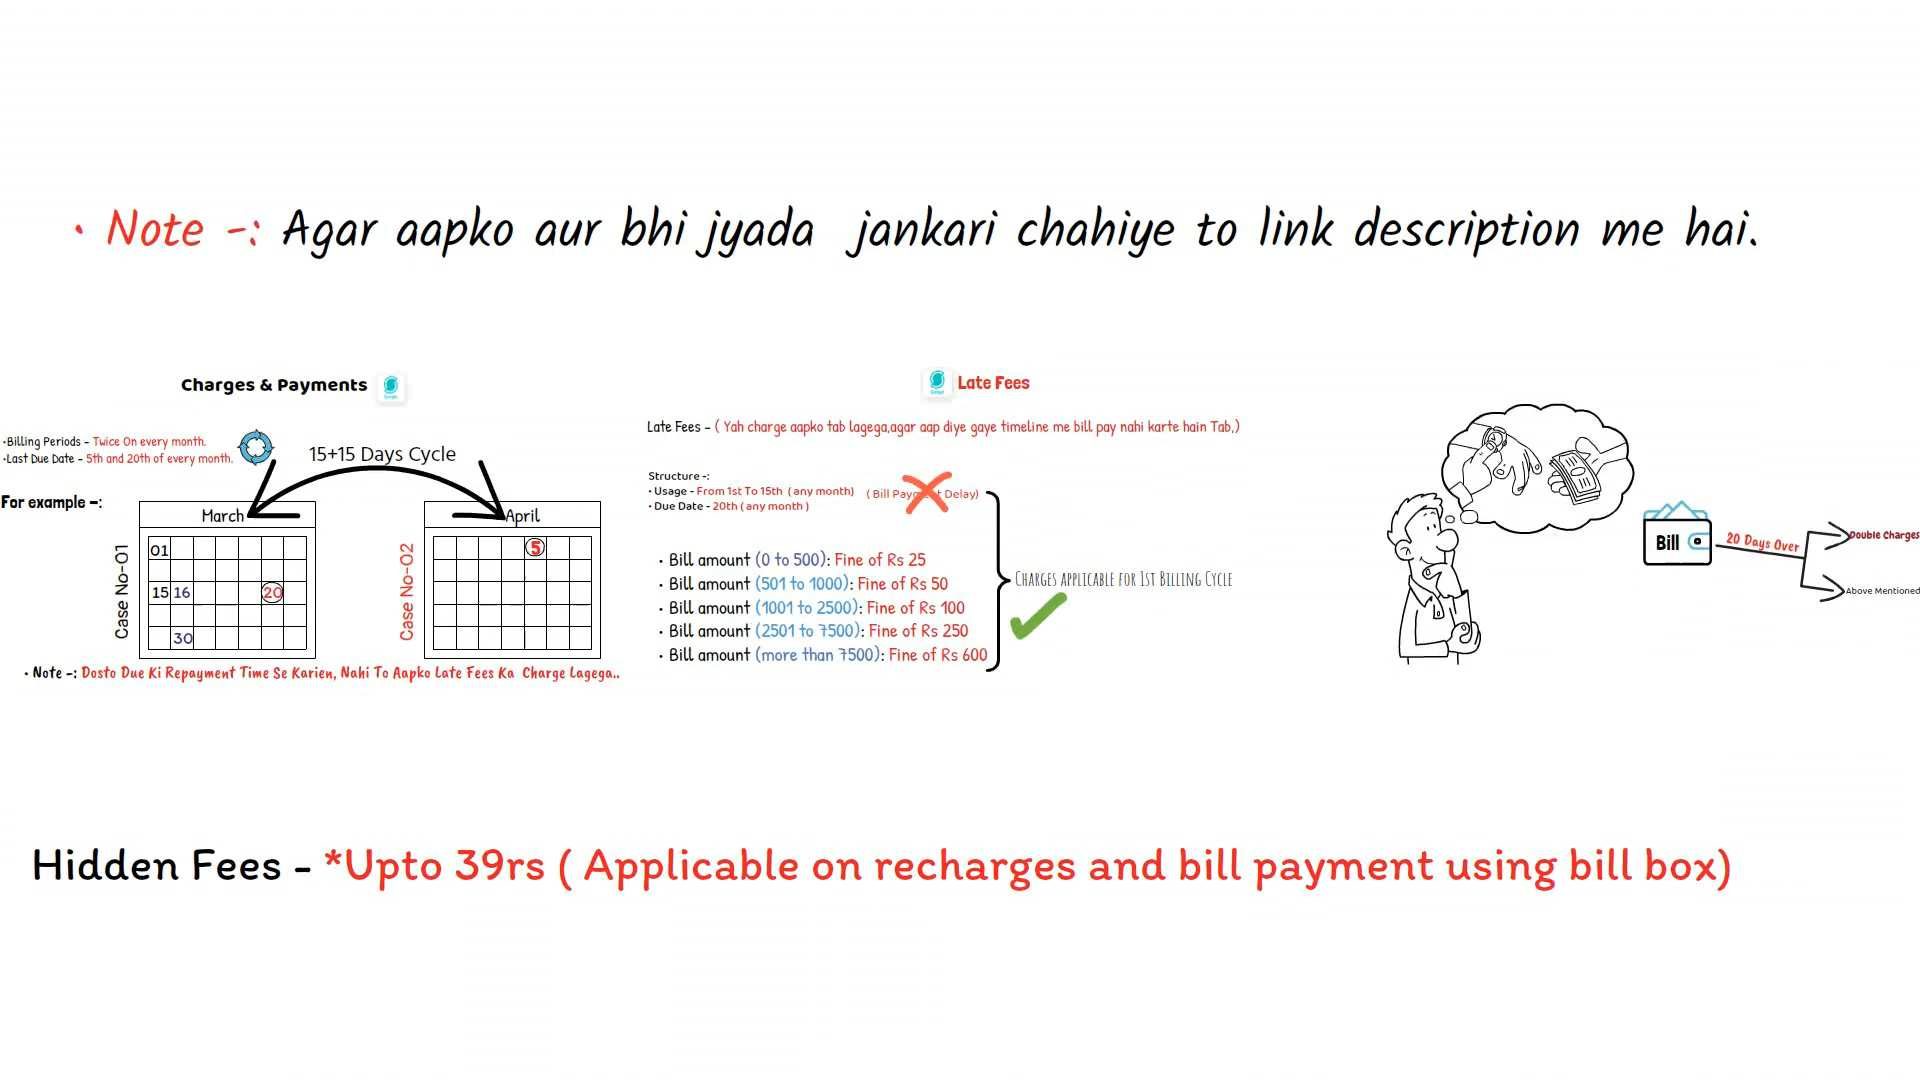 • Note -: Agar aapko aur bhi jyada jankari chahiye to link description me hai.
Charges & Payments
•Billing Periods - Twice On every month.
•Last Due Date - 5th and 20th of every month.
15+15 Days Cycle
For example -:
March
Case No-01
01
15 16
20
30
April
Case No-02
5
• Note -: Dosto Due Ki Repayment Time Se Karien, Nahi To Aapko Late Fees Ka Charge Lagega..
Late Fees
Late Fees - ( Yah charge aapko tab lagega,agar aap diye gaye timeline me bill pay nahi karte hain Tab,)
Structure -:
• Usage - From 1st To 15th ( any month) ( Bill Payment Delay)
• Due Date - 20th ( any month )
• Bill amount (0 to 500): Fine of Rs 25
• Bill amount (501 to 1000): Fine of Rs 50
• Bill amount (1001 to 2500): Fine of Rs 100
• Bill amount (2501 to 7500): Fine of Rs 250
• Bill amount (more than 7500): Fine of Rs 600
Charges applicable for 1st Billing Cycle
Bill
20 Days Over
Double Charges
Above Mentioned
Hidden Fees - *Upto 39rs ( Applicable on recharges and bill payment using bill box)